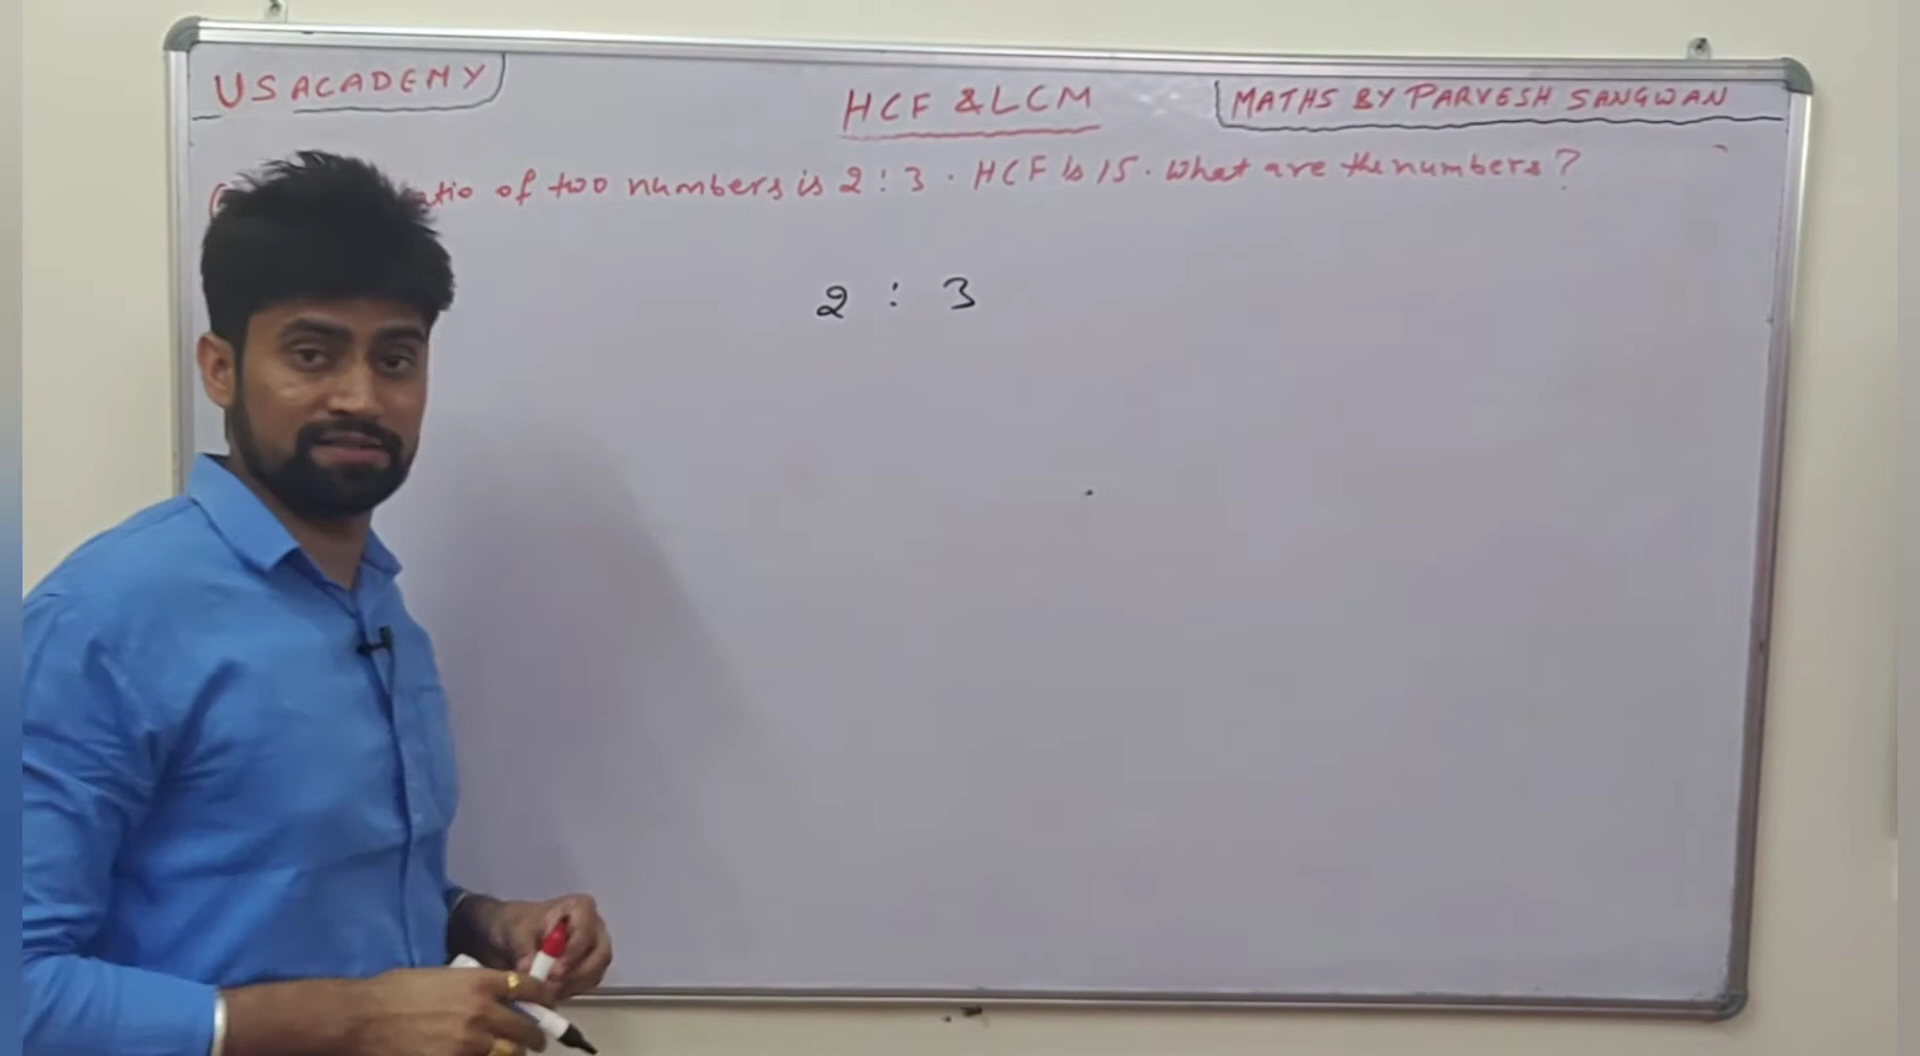 US ACADEMY
HCF & LCM
MATHS BY PARVESH SANGWAN
of two numbers is 2 : 3 . HCF is 15 . What are the numbers ?
2 : 3